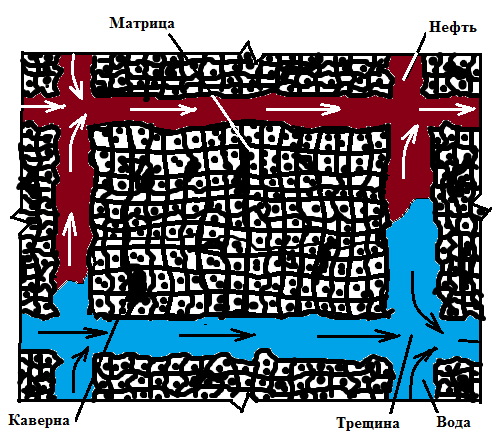 Матрица
Нефть
Каверна
Трещина
Вода